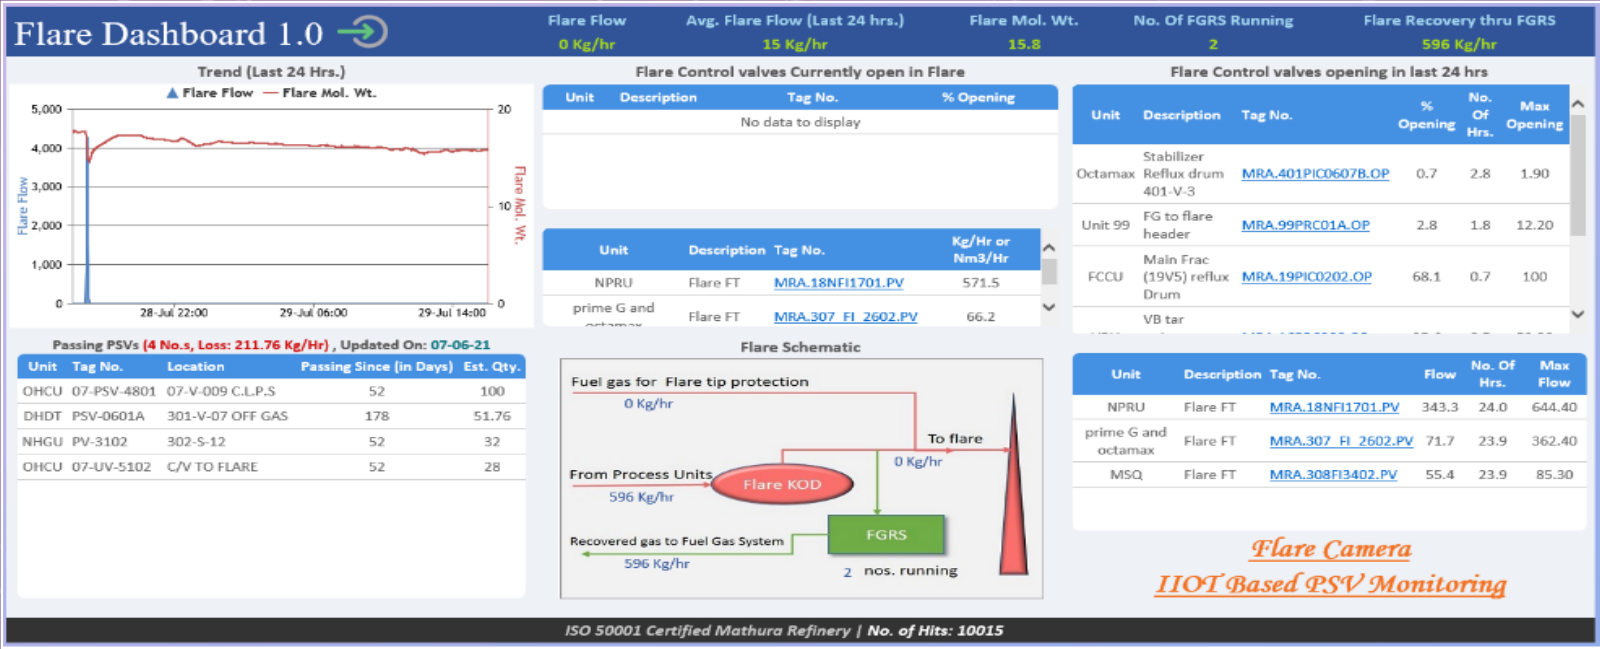 Flare Dashboard 1.0
Flare Flow
0 Kg/hr
Avg. Flare Flow (Last 24 hrs.)
15 Kg/hr
Flare Mol. Wt.
15.8
No. Of FGRS Running
2
Flare Recovery thru FGRS
596 Kg/hr
Trend (Last 24 Hrs.)
Flare Flow
Flare Mol. Wt.
5,000
4,000
3,000
2,000
1,000
0
Flare Flow
20
10
0
Flare Mol. Wt.
28-Jul 22:00
29-Jul 06:00
29-Jul 14:00
Flare Control valves Currently open in Flare
Unit Description Tag No. % Opening
No data to display
Unit Description Tag No. Kg/Hr or Nm3/Hr
NPRU Flare FT MRA.18NFI1701.PV 571.5
prime G and octamax Flare FT MRA.307_FI_2602.PV 66.2
Flare Control valves opening in last 24 hrs
Unit Description Tag No. % Opening No. Of Hrs. Max Opening
Octamax Stabilizer Reflux drum 401-V-3 MRA.401PIC0607B.OP 0.7 2.8 1.90
Unit 99 FG to flare header MRA.99PRC01A.OP 2.8 1.8 12.20
FCCU Main Frac (19V5) reflux Drum MRA.19PIC0202.OP 68.1 0.7 100
VB tar
Passing PSVs (4 No.s, Loss: 211.76 Kg/Hr) , Updated On: 07-06-21
Unit Tag No. Location Passing Since (in Days) Est. Qty.
OHCU 07-PSV-4801 07-V-009 C.L.P.S 52 100
DHDT PSV-0601A 301-V-07 OFF GAS 178 51.76
NHGU PV-3102 302-S-12 52 32
OHCU 07-UV-5102 C/V TO FLARE 52 28
Flare Schematic
Fuel gas for Flare tip protection
0 Kg/hr
To flare
0 Kg/hr
From Process Units
596 Kg/hr
Flare KOD
FGRS
Recovered gas to Fuel Gas System
596 Kg/hr
2 nos. running
Unit Description Tag No. Flow No. Of Hrs. Max Flow
NPRU Flare FT MRA.18NFI1701.PV 343.3 24.0 644.40
prime G and octamax Flare FT MRA.307_FI_2602.PV 71.7 23.9 362.40
MSQ Flare FT MRA.308FI3402.PV 55.4 23.9 85.30
Flare Camera
IIOT Based PSV Monitoring
ISO 50001 Certified Mathura Refinery | No. of Hits: 10015